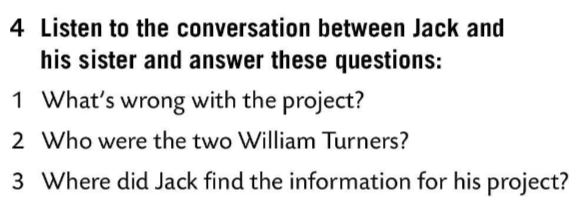 4 Listen to the conversation between Jack and
his sister and answer these questions:
1 What's wrong with the project?
2 Who were the two William Turners?
3 Where did Jack find the information for his project?